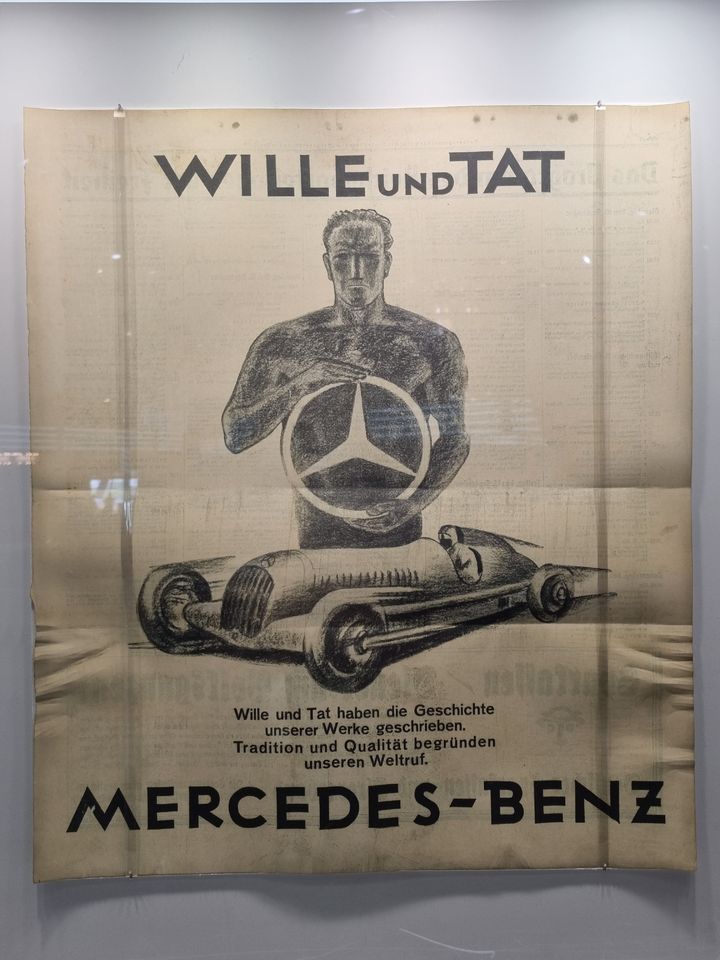 WILLE UND TAT
Wille und Tat haben die Geschichte
unserer Werke geschrieben.
Tradition und Qualität begründen
unseren Weltruf.
MERCEDES-BENZ